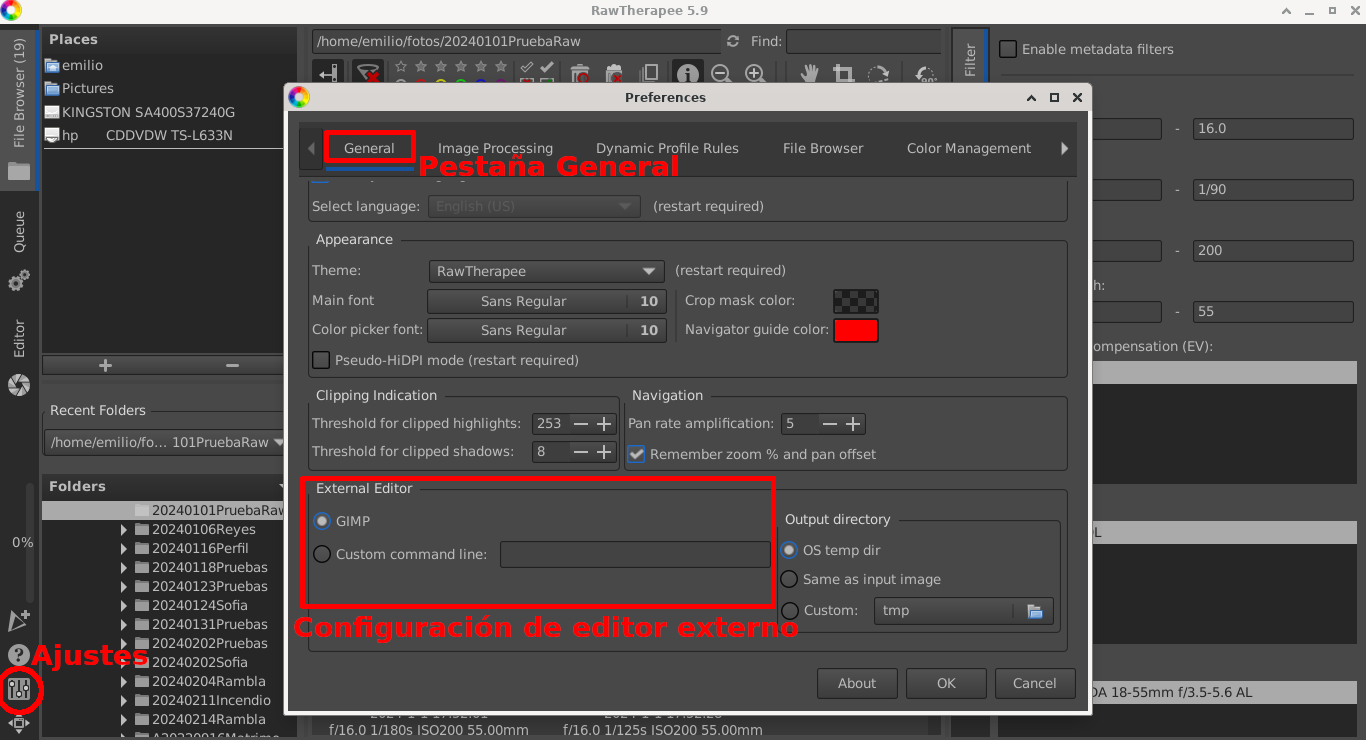 RawTherapee 5.9
File Browser (19)
Queue
Editor
0%
Ajustes
Places
emilio
Pictures
KINGSTON SA400S37240G
hp CDDVDW TS-L633N
Recent Folders
/home/emilio/fo... 101PruebaRaw
Folders
20240101PruebaRaw
20240106Reyes
20240116Perfil
20240118Pruebas
20240123Pruebas
20240124Sofia
20240131Pruebas
20240202Pruebas
20240202Sofia
20240204Rambla
20240211Incendio
20240214Rambla
/home/emilio/fotos/20240101PruebaRaw
Find:
Filter
Enable metadata filters
- 16.0
- 1/90
- 200
h:
- 55
ompensation (EV):
DL
DA 18-55mm f/3.5-5.6 AL
Preferences
General
Image Processing
Dynamic Profile Rules
File Browser
Color Management
Pestaña General
Select language: English (US) (restart required)
Appearance
Theme: RawTherapee (restart required)
Main font Sans Regular 10
Crop mask color:
Color picker font: Sans Regular 10
Navigator guide color:
Pseudo-HiDPI mode (restart required)
Clipping Indication
Threshold for clipped highlights: 253
Threshold for clipped shadows: 8
Navigation
Pan rate amplification: 5
Remember zoom % and pan offset
External Editor
GIMP
Custom command line:
Output directory
OS temp dir
Same as input image
Custom: tmp
Configuración de editor externo
About
OK
Cancel
f/16.0 1/180s ISO200 55.00mm
f/16.0 1/125s ISO200 55.00mm